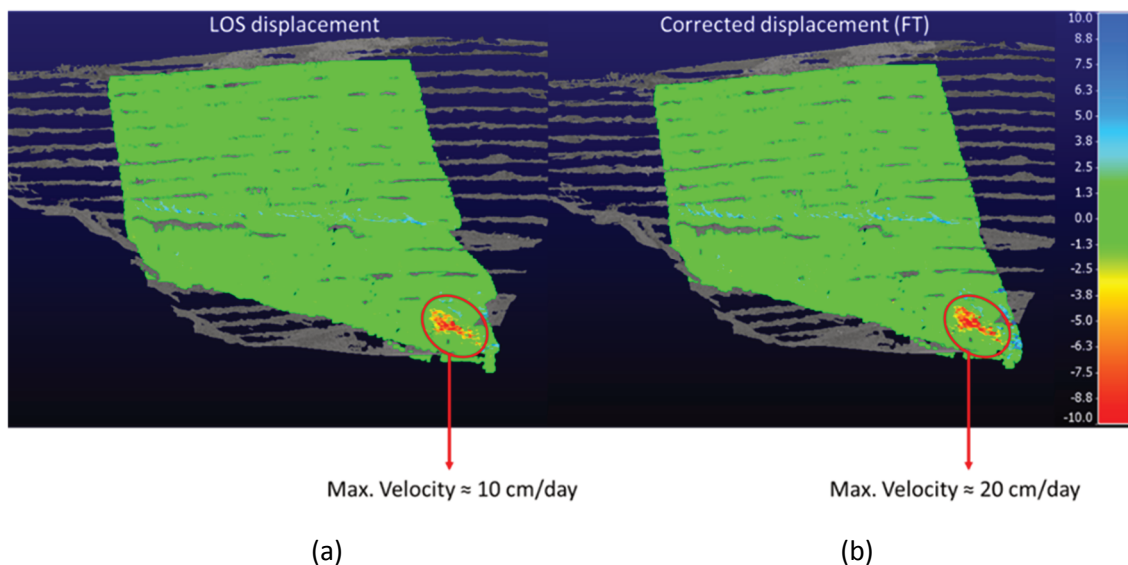 LOS displacement
Corrected displacement (FT)
10.0
8.8
7.5
6.3
5.0
3.8
2.5
1.3
0.0
-1.3
-2.5
-3.8
-5.0
-6.3
-7.5
-8.8
-10.0
Max. Velocity ≈ 10 cm/day
Max. Velocity ≈ 20 cm/day
(a)
(b)